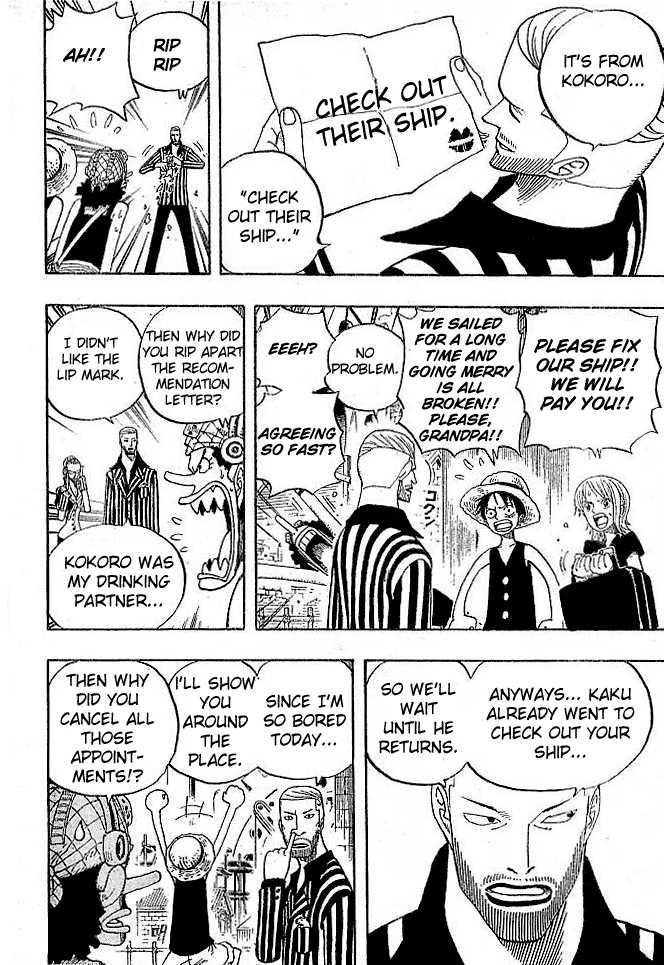 IT'S FROM
KOKORO...
CHECK OUT
THEIR SHIP.
"CHECK
OUT THEIR
SHIP..."
RIP
RIP
AH!!
PLEASE FIX
OUR SHIP!!
WE WILL
PAY YOU!!
WE SAILED
FOR A LONG
TIME AND
GOING MERRY
IS ALL
BROKEN!!
PLEASE,
GRANDPA!!
コクン
NO
PROBLEM.
EEEH?
AGREEING
SO FAST?
THEN WHY DID
YOU RIP APART
THE RECOM-
MENDATION
LETTER?
I DIDN'T
LIKE THE
LIP MARK.
KOKORO WAS
MY DRINKING
PARTNER...
ANYWAYS... KAKU
ALREADY WENT TO
CHECK OUT YOUR
SHIP...
SO WE'LL
WAIT
UNTIL HE
RETURNS.
SINCE I'M
SO BORED
TODAY...
I'LL SHOW
YOU
AROUND
THE
PLACE.
THEN WHY
DID YOU
CANCEL ALL
THOSE
APPOINT-
MENTS!?